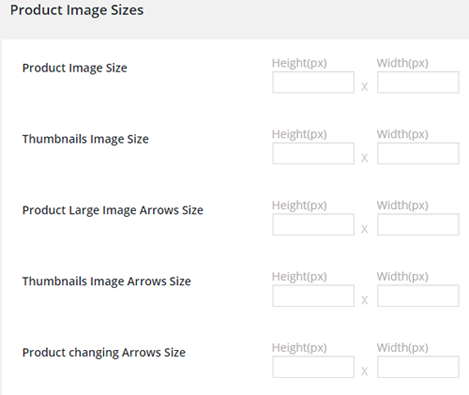 Product Image Sizes
Height(px) Width(px)
Product Image Size
X
Height(px) Width(px)
Thumbnails Image Size
X
Height(px) Width(px)
Product Large Image Arrows Size
X
Height(px) Width(px)
Thumbnails Image Arrows Size
X
Height(px) Width(px)
Product changing Arrows Size
X